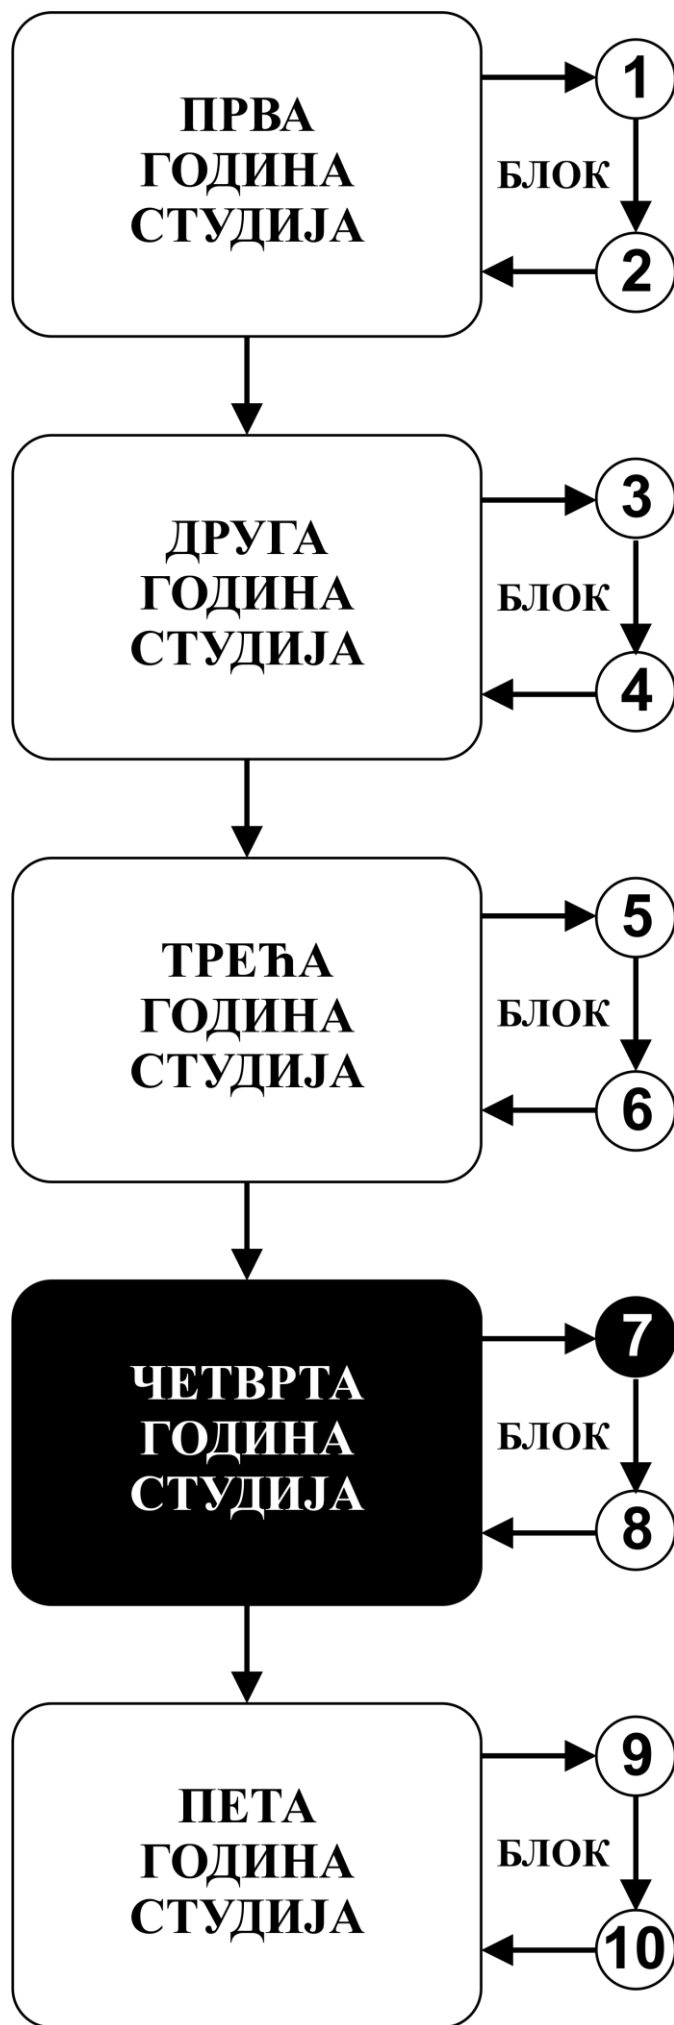 ПРВА
ГОДИНА
СТУДИЈА
1
БЛОК
2
ДРУГА
ГОДИНА
СТУДИЈА
3
БЛОК
4
ТРЕЋА
ГОДИНА
СТУДИЈА
5
БЛОК
6
ЧЕТВРТА
ГОДИНА
СТУДИЈА
7
БЛОК
8
ПЕТА
ГОДИНА
СТУДИЈА
9
БЛОК
10